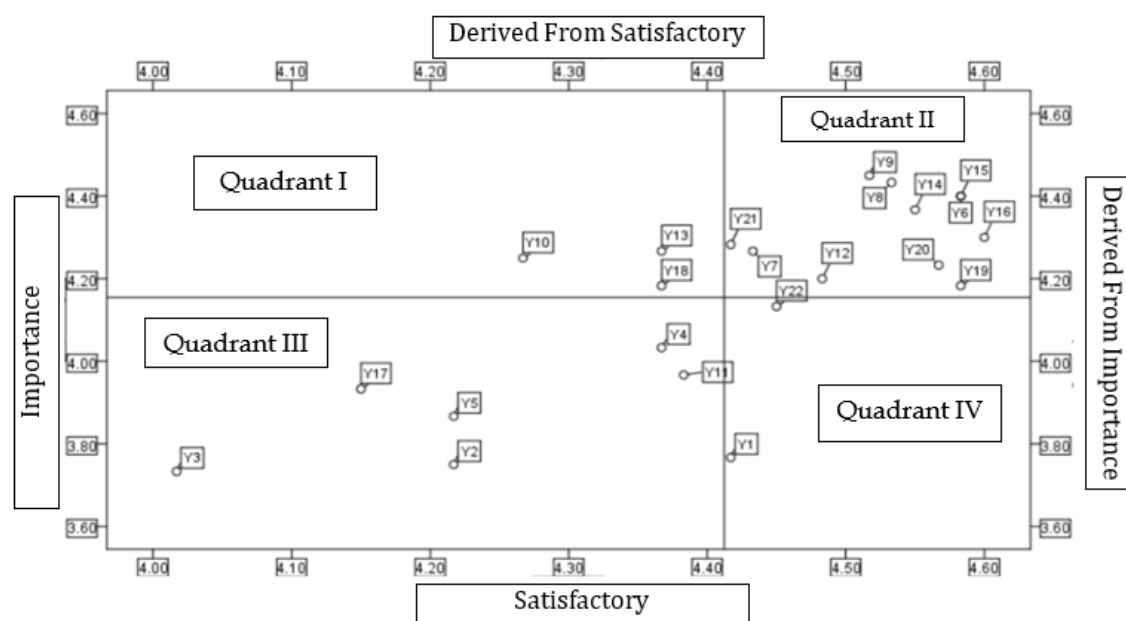 Derived From Satisfactory
4.00 4.10 4.20 4.30 4.40 4.50 4.60
4.60 Quadrant II 4.60
Y9 Y15
Quadrant I Y14
4.40 Y8 Y6 Y16 4.40
Y21
Y10 Y13 Y12 Y20
Y18 Y7 Y19
4.20 4.20
Y22
Importance
Derived From Importance
Quadrant III Y4
4.00 4.00
Y17 Y11
Y5 Quadrant IV
3.80 Y2 Y1 3.80
Y3
3.60 3.60
4.00 4.10 4.20 4.30 4.40 4.50 4.60
Satisfactory